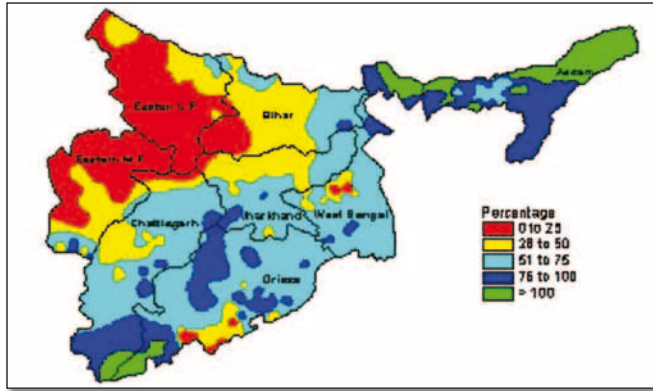 Assam
Eastern U.P.
Bihar
Eastern M.P.
Chattisgarh
Jharkhand
West Bengal
Orissa
Percentage
0 to 25
26 to 50
51 to 75
76 to 100
> 100